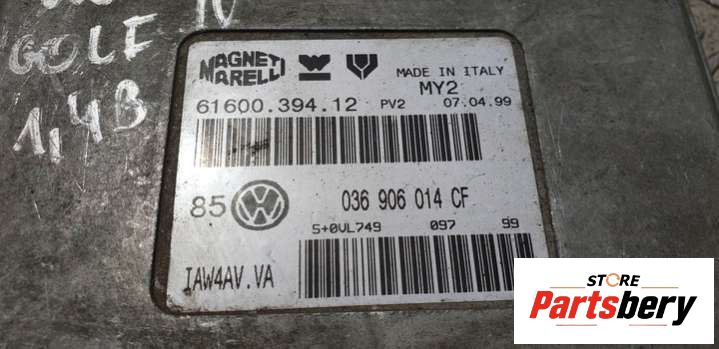 IV
GOLF
1,4B
MAGNETI
MARELLI
MADE IN ITALY
MY2
61600.394.12 PV2 07.04.99
85 036 906 014 CF
S+0VL749 097 99
IAW4AV.VA
STORE
Partsbery